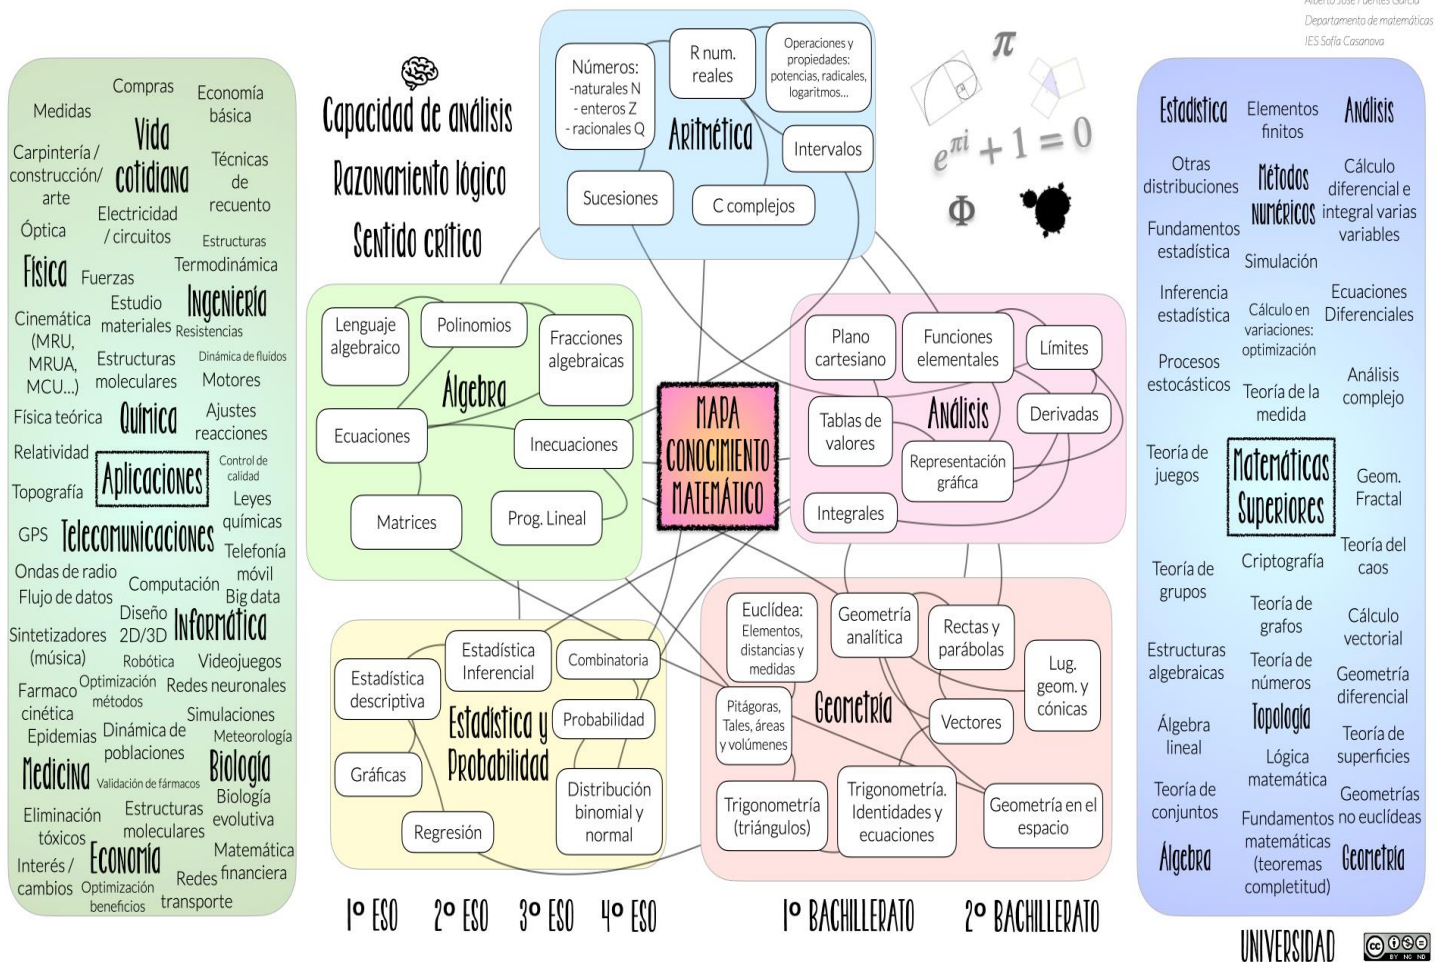 Alberto José Fuentes García
Departamento de matemáticas
IES Sofía Casanova
Capacidad de análisis
Razonamiento lógico
Sentido crítico
Compras
Economía
básica
Medidas
Vida
cotidiana
Carpintería /
construcción/
arte
Técnicas
de
recuento
Electricidad
/ circuitos
Óptica
Estructuras
Termodinámica
Física
Fuerzas
Ingeniería
Estudio
materiales
Resistencias
Cinemática
(MRU,
MRUA,
MCU...)
Estructuras
moleculares
Dinámica de fluidos
Motores
Física teórica
Química
Ajustes
reacciones
Relatividad
Aplicaciones
Control de
calidad
Topografía
Leyes
químicas
GPS
Telecomunicaciones
Telefonía
móvil
Ondas de radio
Computación
Big data
Flujo de datos
Diseño
2D/3D
Informática
Sintetizadores
(música)
Robótica
Videojuegos
Farmaco
cinética
Optimización
métodos
Redes neuronales
Simulaciones
Epidemias
Dinámica de
poblaciones
Meteorología
Medicina
Validación de fármacos
Biología
Biología
evolutiva
Eliminación
tóxicos
Estructuras
moleculares
Economía
Matemática
financiera
Interés /
cambios
Optimización
beneficios
Redes
transporte
Números:
-naturales N
- enteros Z
- racionales Q
R num.
reales
Operaciones y
propiedades:
potencias, radicales,
logaritmos...
Aritmética
Intervalos
Sucesiones
C complejos
π
e^{πi} + 1 = 0
Φ
Lenguaje
algebraico
Polinomios
Fracciones
algebraicas
Álgebra
Ecuaciones
Inecuaciones
Matrices
Prog. Lineal
MAPA
CONOCIMIENTO
MATEMÁTICO
Plano
cartesiano
Funciones
elementales
Límites
Tablas de
valores
Análisis
Derivadas
Representación
gráfica
Integrales
Estadística
descriptiva
Estadística
Inferencial
Combinatoria
Estadística y
Probabilidad
Probabilidad
Gráficas
Regresión
Distribución
binomial y
normal
Euclídea:
Elementos,
distancias y
medidas
Geometría
analítica
Rectas y
parábolas
Lug.
geom. y
cónicas
Pitágoras,
Tales, áreas
y volúmenes
Geometría
Vectores
Trigonometría
(triángulos)
Trigonometría.
Identidades y
ecuaciones
Geometría en el
espacio
1º ESO
2º ESO
3º ESO
4º ESO
1º BACHILLERATO
2º BACHILLERATO
Estadística
Elementos
finitos
Análisis
Otras
distribuciones
Métodos
numéricos
Cálculo
diferencial e
integral varias
variables
Fundamentos
estadística
Simulación
Inferencia
estadística
Cálculo en
variaciones:
optimización
Ecuaciones
Diferenciales
Procesos
estocásticos
Teoría de la
medida
Análisis
complejo
Teoría de
juegos
Matemáticas
Superiores
Geom.
Fractal
Teoría de
grupos
Criptografía
Teoría del
caos
Teoría de
grafos
Cálculo
vectorial
Estructuras
algebraicas
Teoría de
números
Geometría
diferencial
Álgebra
lineal
Topología
Teoría de
superficies
Lógica
matemática
Teoría de
conjuntos
Geometrías
no euclídeas
Fundamentos
matemáticas
(teoremas
completitud)
Álgebra
Geometría
UNIVERSIDAD
cc
BY NC ND